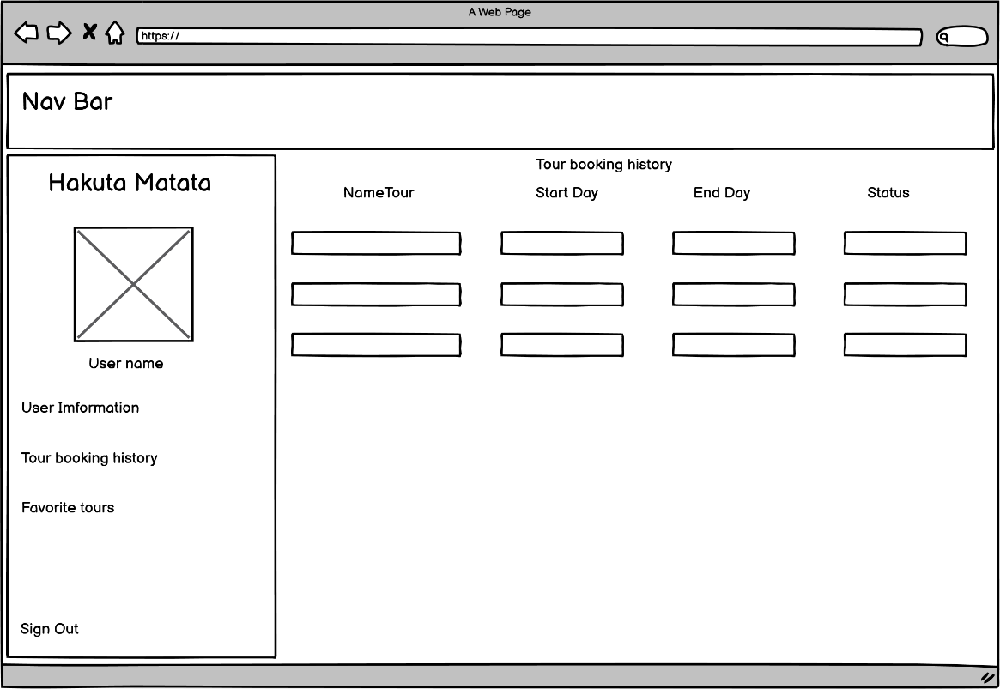 A Web Page
https://
Nav Bar
Hakuta Matata
User name
User Imformation
Tour booking history
Favorite tours
Sign Out
Tour booking history
NameTour Start Day End Day Status